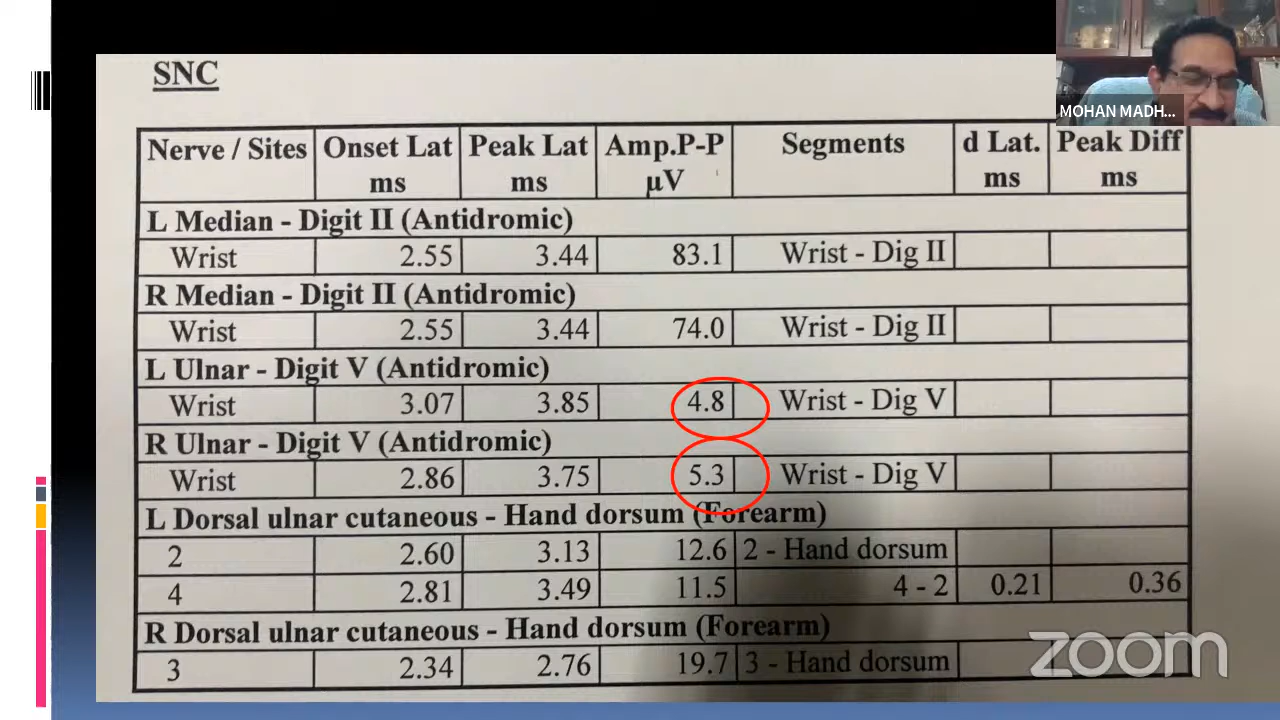 SNC
MOHAN MADH...
Nerve / Sites Onset Lat ms Peak Lat ms Amp.P-P µV Segments d Lat. ms Peak Diff ms
L Median - Digit II (Antidromic)
Wrist 2.55 3.44 83.1 Wrist - Dig II
R Median - Digit II (Antidromic)
Wrist 2.55 3.44 74.0 Wrist - Dig II
L Ulnar - Digit V (Antidromic)
Wrist 3.07 3.85 4.8 Wrist - Dig V
R Ulnar - Digit V (Antidromic)
Wrist 2.86 3.75 5.3 Wrist - Dig V
L Dorsal ulnar cutaneous - Hand dorsum (Forearm)
2 2.60 3.13 12.6 2 - Hand dorsum
4 2.81 3.49 11.5 4 - 2 0.21 0.36
R Dorsal ulnar cutaneous - Hand dorsum (Forearm)
3 2.34 2.76 19.7 3 - Hand dorsum
zoom